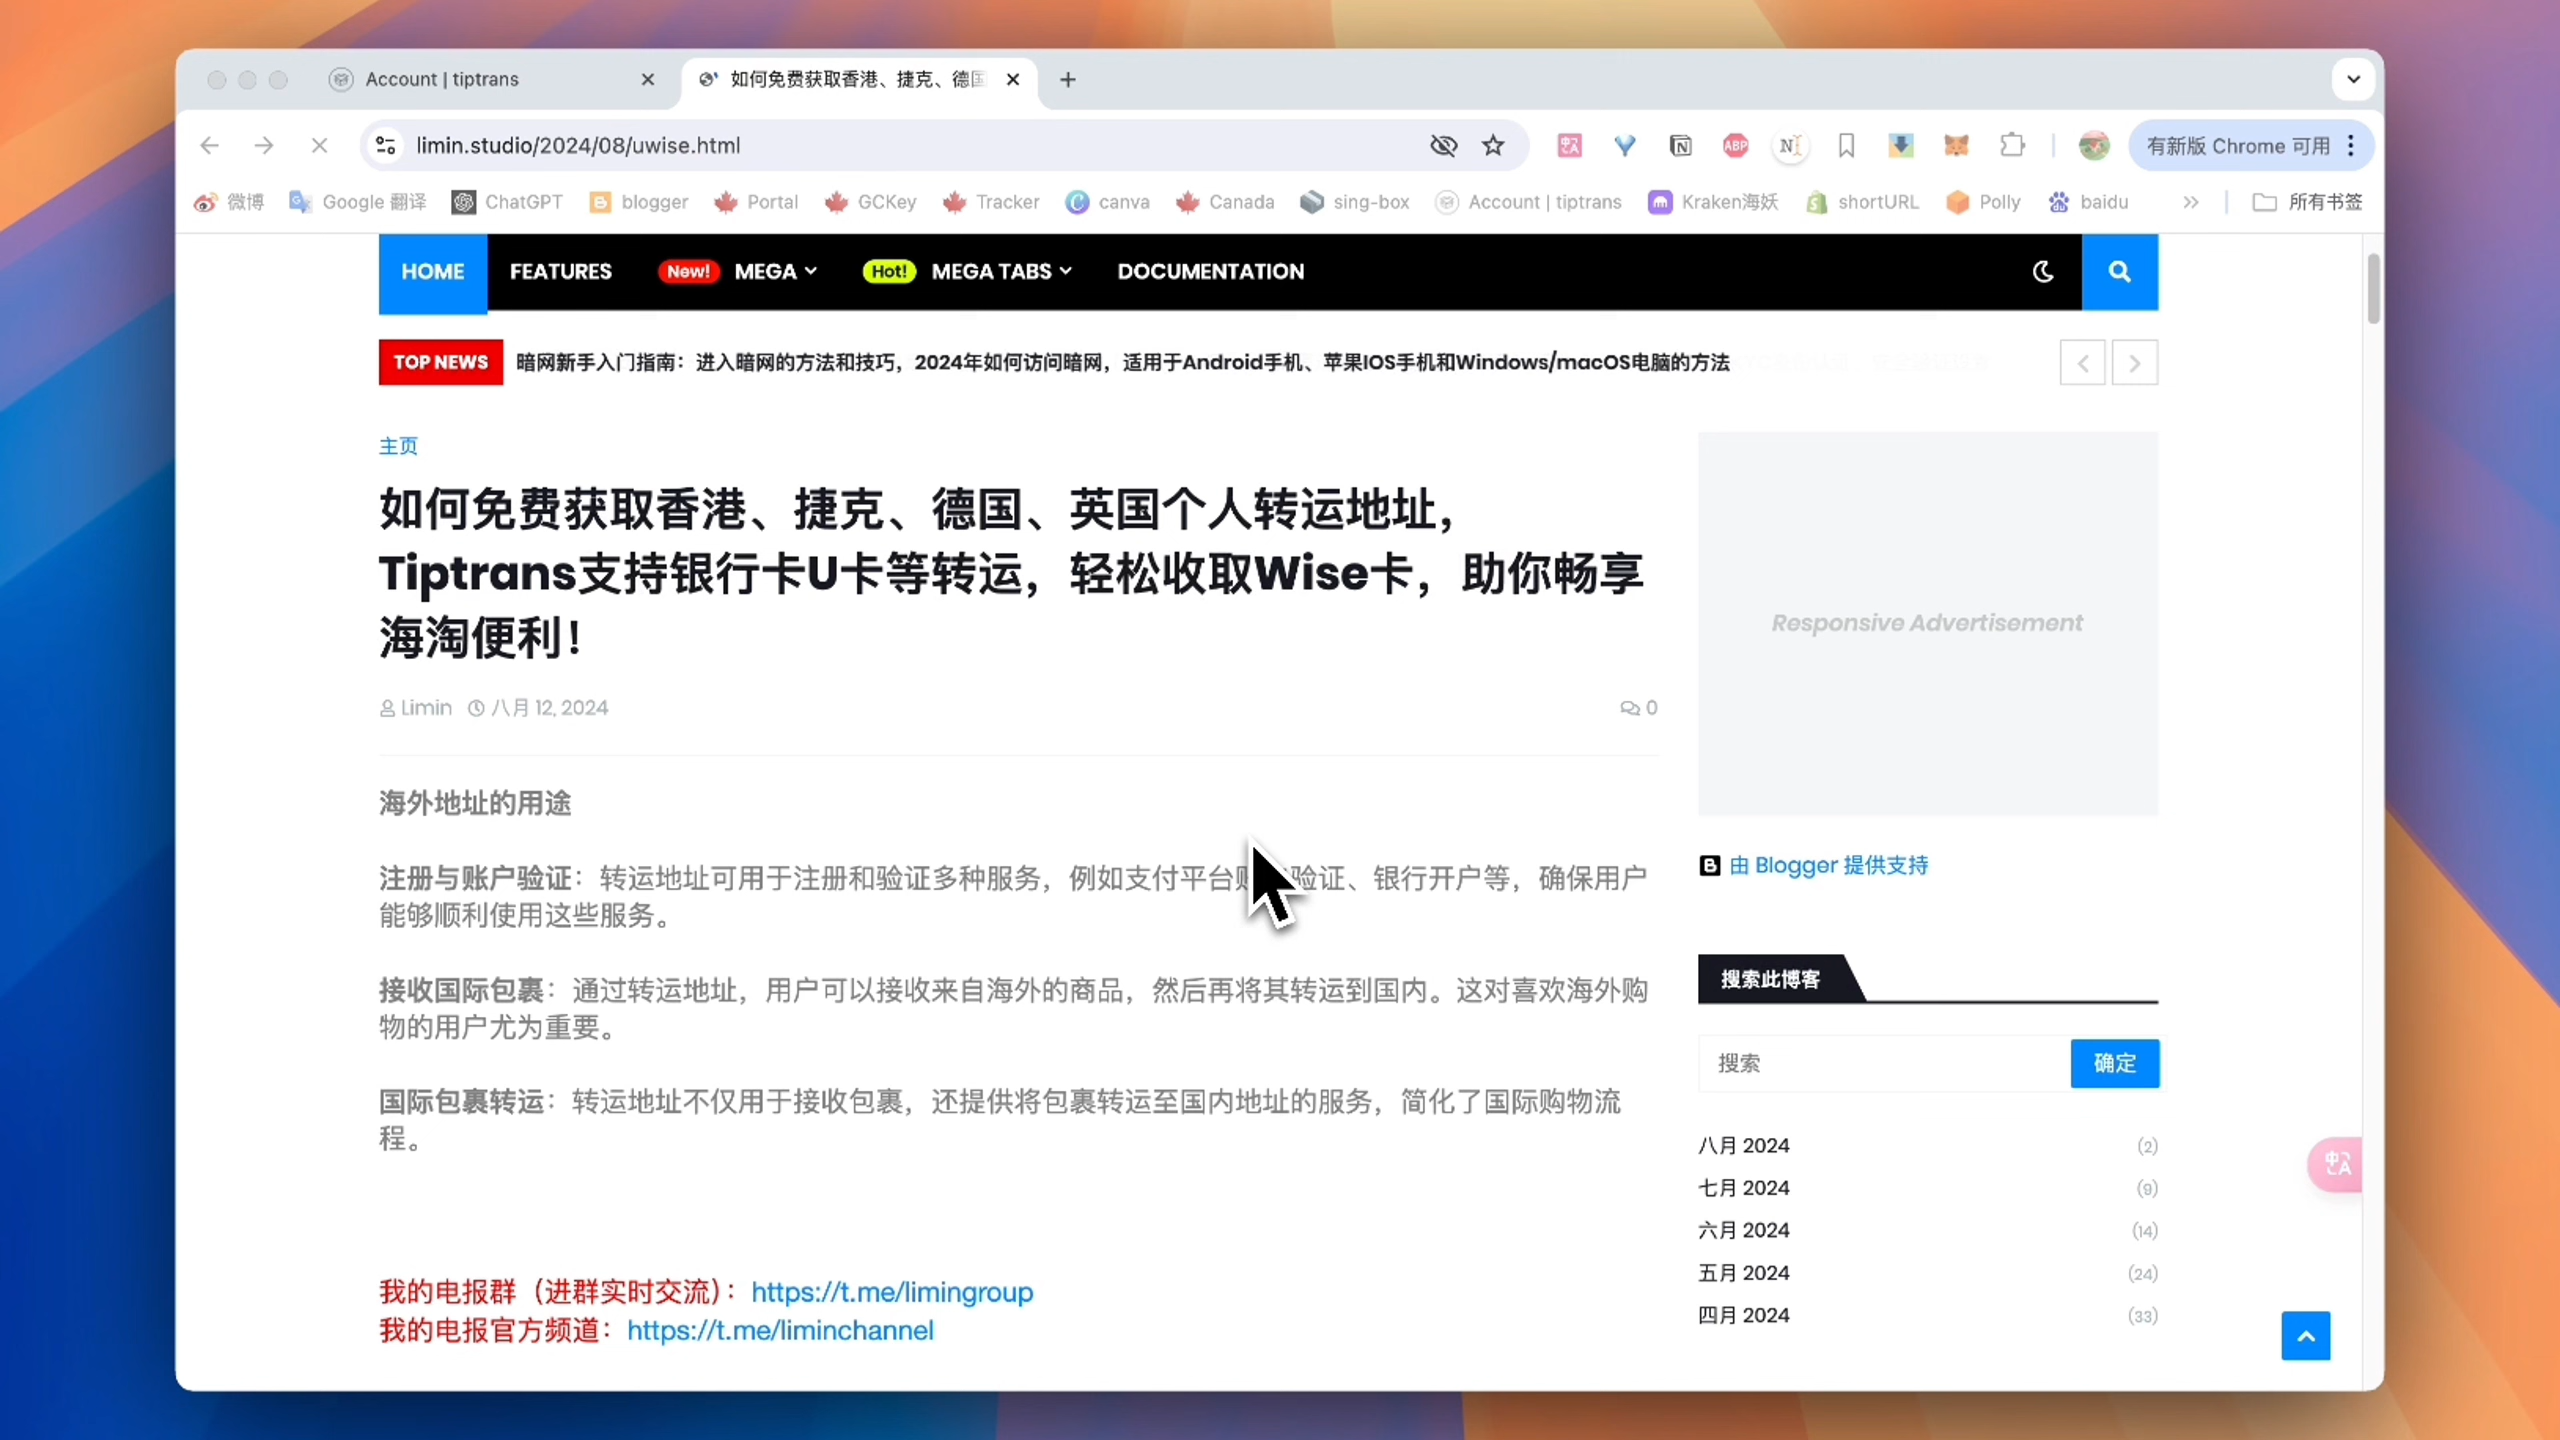 Account | tiptrans
如何免费获取香港、捷克、德国
limin.studio/2024/08/uwise.html
有新版 Chrome 可用
微博 Google 翻译 ChatGPT blogger Portal GCKey Tracker canva Canada sing-box Account | tiptrans Kraken海妖 shortURL Polly baidu 所有书签
HOME FEATURES New! MEGA Hot! MEGA TABS DOCUMENTATION
TOP NEWS 暗网新手入门指南：进入暗网的方法和技巧，2024年如何访问暗网，适用于Android手机、苹果IOS手机和Windows/macOS电脑的方法
主页
如何免费获取香港、捷克、德国、英国个人转运地址，
Tiptrans支持银行卡U卡等转运，轻松收取Wise卡，助你畅享
海淘便利！
Limin 八月 12, 2024
0
海外地址的用途
注册与账户验证：转运地址可用于注册和验证多种服务，例如支付平台 验证、银行开户等，确保用户
能够顺利使用这些服务。
接收国际包裹：通过转运地址，用户可以接收来自海外的商品，然后再将其转运到国内。这对喜欢海外购
物的用户尤为重要。
国际包裹转运：转运地址不仅用于接收包裹，还提供将包裹转运至国内地址的服务，简化了国际购物流
程。
我的电报群（进群实时交流）：https://t.me/limingroup
我的电报官方频道：https://t.me/liminchannel
Responsive Advertisement
由 Blogger 提供支持
搜索此博客
搜索 确定
八月 2024 (2)
七月 2024 (9)
六月 2024 (14)
五月 2024 (24)
四月 2024 (33)